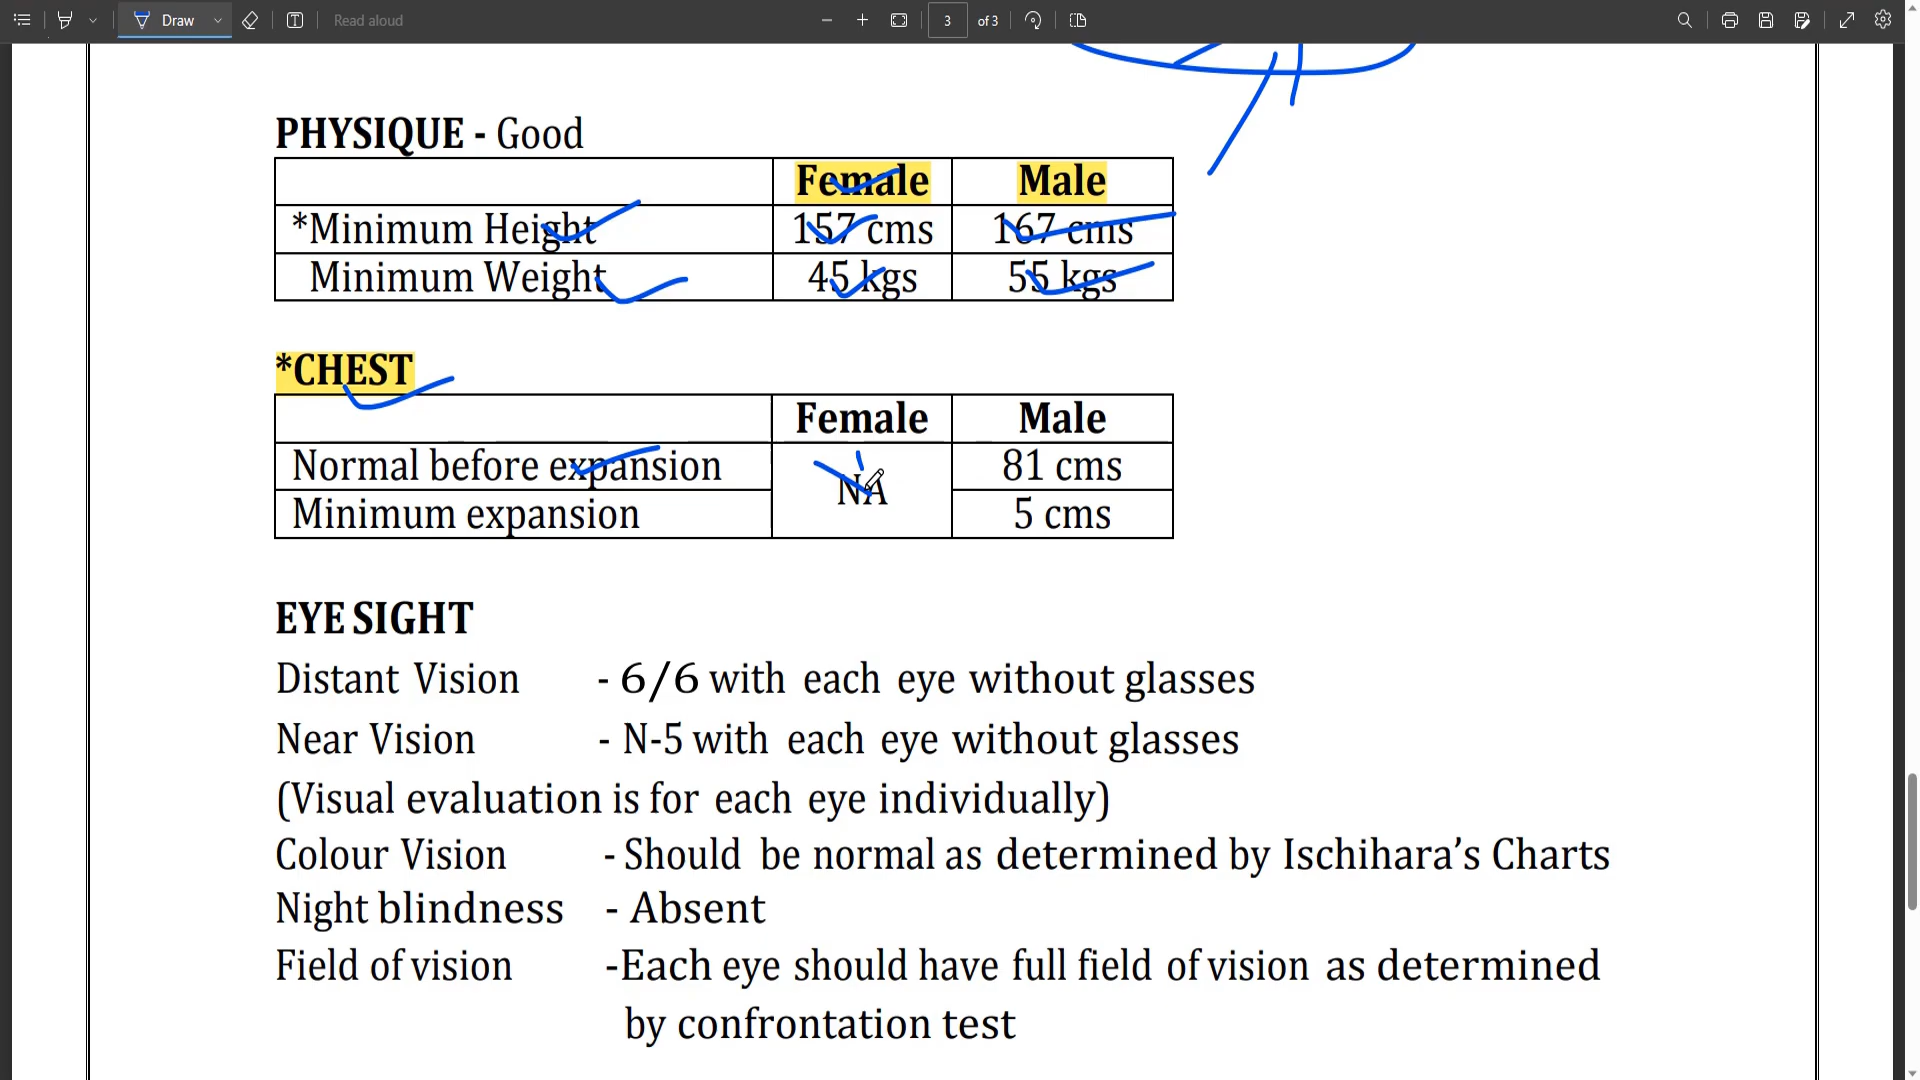 Draw
Read aloud
3
of 3
PHYSIQUE - Good
Female Male
*Minimum Height 157 cms 167 cms
Minimum Weight 45 kgs 55 kgs
*CHEST
Female Male
Normal before expansion NA 81 cms
Minimum expansion 5 cms
EYE SIGHT
Distant Vision - 6/6 with each eye without glasses
Near Vision - N-5 with each eye without glasses
(Visual evaluation is for each eye individually)
Colour Vision - Should be normal as determined by Ischihara’s Charts
Night blindness - Absent
Field of vision -Each eye should have full field of vision as determined
by confrontation test